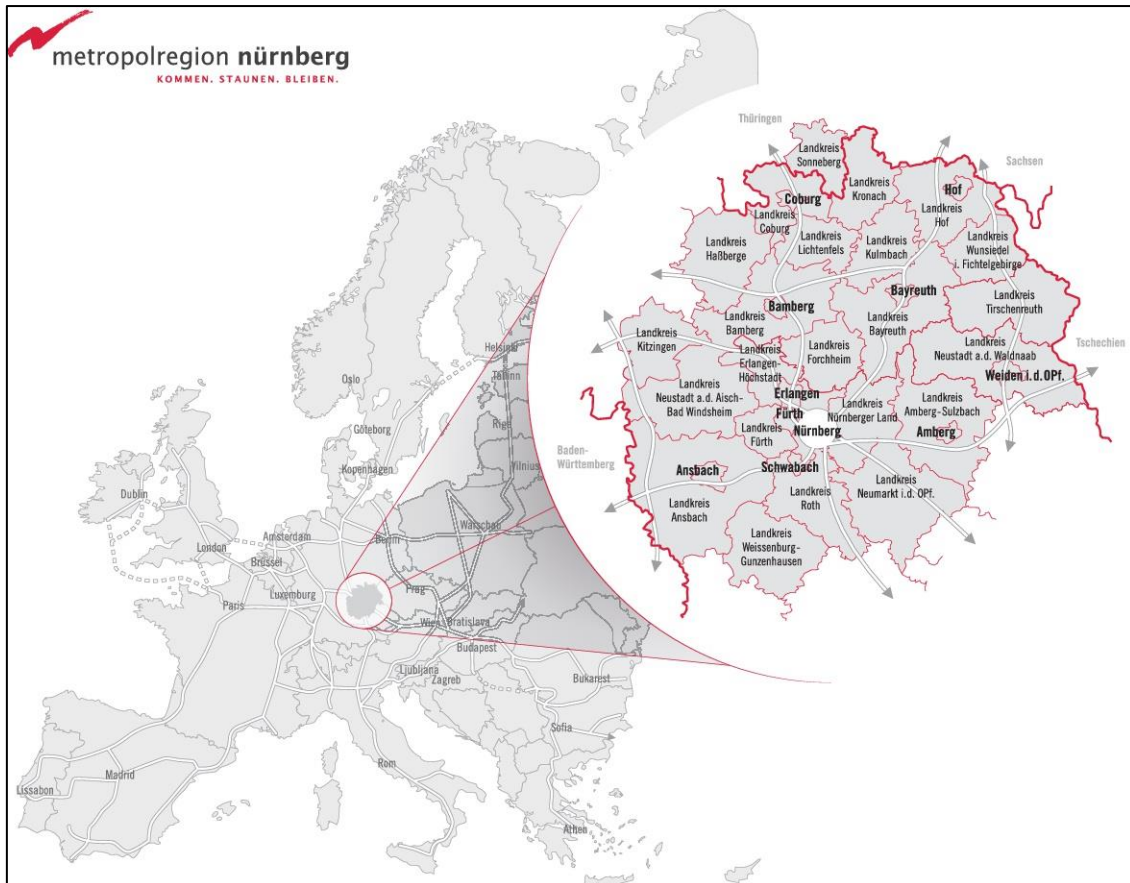 metropolregion nürnberg
KOMMEN. STAUNEN. BLEIBEN.
Thüringen
Sachsen
Tschechien
Baden-
Württemberg
Landkreis
Sonneberg
Landkreis
Kronach
Hof
Coburg
Landkreis
Coburg
Landkreis
Hof
Landkreis
Haßberge
Landkreis
Lichtenfels
Landkreis
Kulmbach
Landkreis
Wunsiedel
i. Fichtelgebirge
Bayreuth
Landkreis
Tirschenreuth
Bamberg
Landkreis
Bamberg
Landkreis
Bayreuth
Landkreis
Kitzingen
Landkreis
Erlangen-
Höchstadt
Landkreis
Forchheim
Landkreis
Neustadt a.d. Waldnaab
Weiden i.d.OPf.
Landkreis
Neustadt a.d. Aisch-
Bad Windsheim
Erlangen
Fürth
Nürnberg
Landkreis
Nürnberger Land
Landkreis
Amberg-Sulzbach
Amberg
Landkreis
Fürth
Ansbach
Schwabach
Landkreis
Ansbach
Landkreis
Roth
Landkreis
Neumarkt i.d. OPf.
Landkreis
Weissenburg-
Gunzenhausen
Helsinki
Tallinn
Oslo
Riga
Göteborg
Vilnius
Kopenhagen
Dublin
Warschau
Amsterdam
Berlin
London
Brüssel
Luxemburg
Prag
Paris
Wien
Bratislava
Budapest
Ljubljana
Zagreb
Bukarest
Sofia
Rom
Madrid
Lissabon
Athen